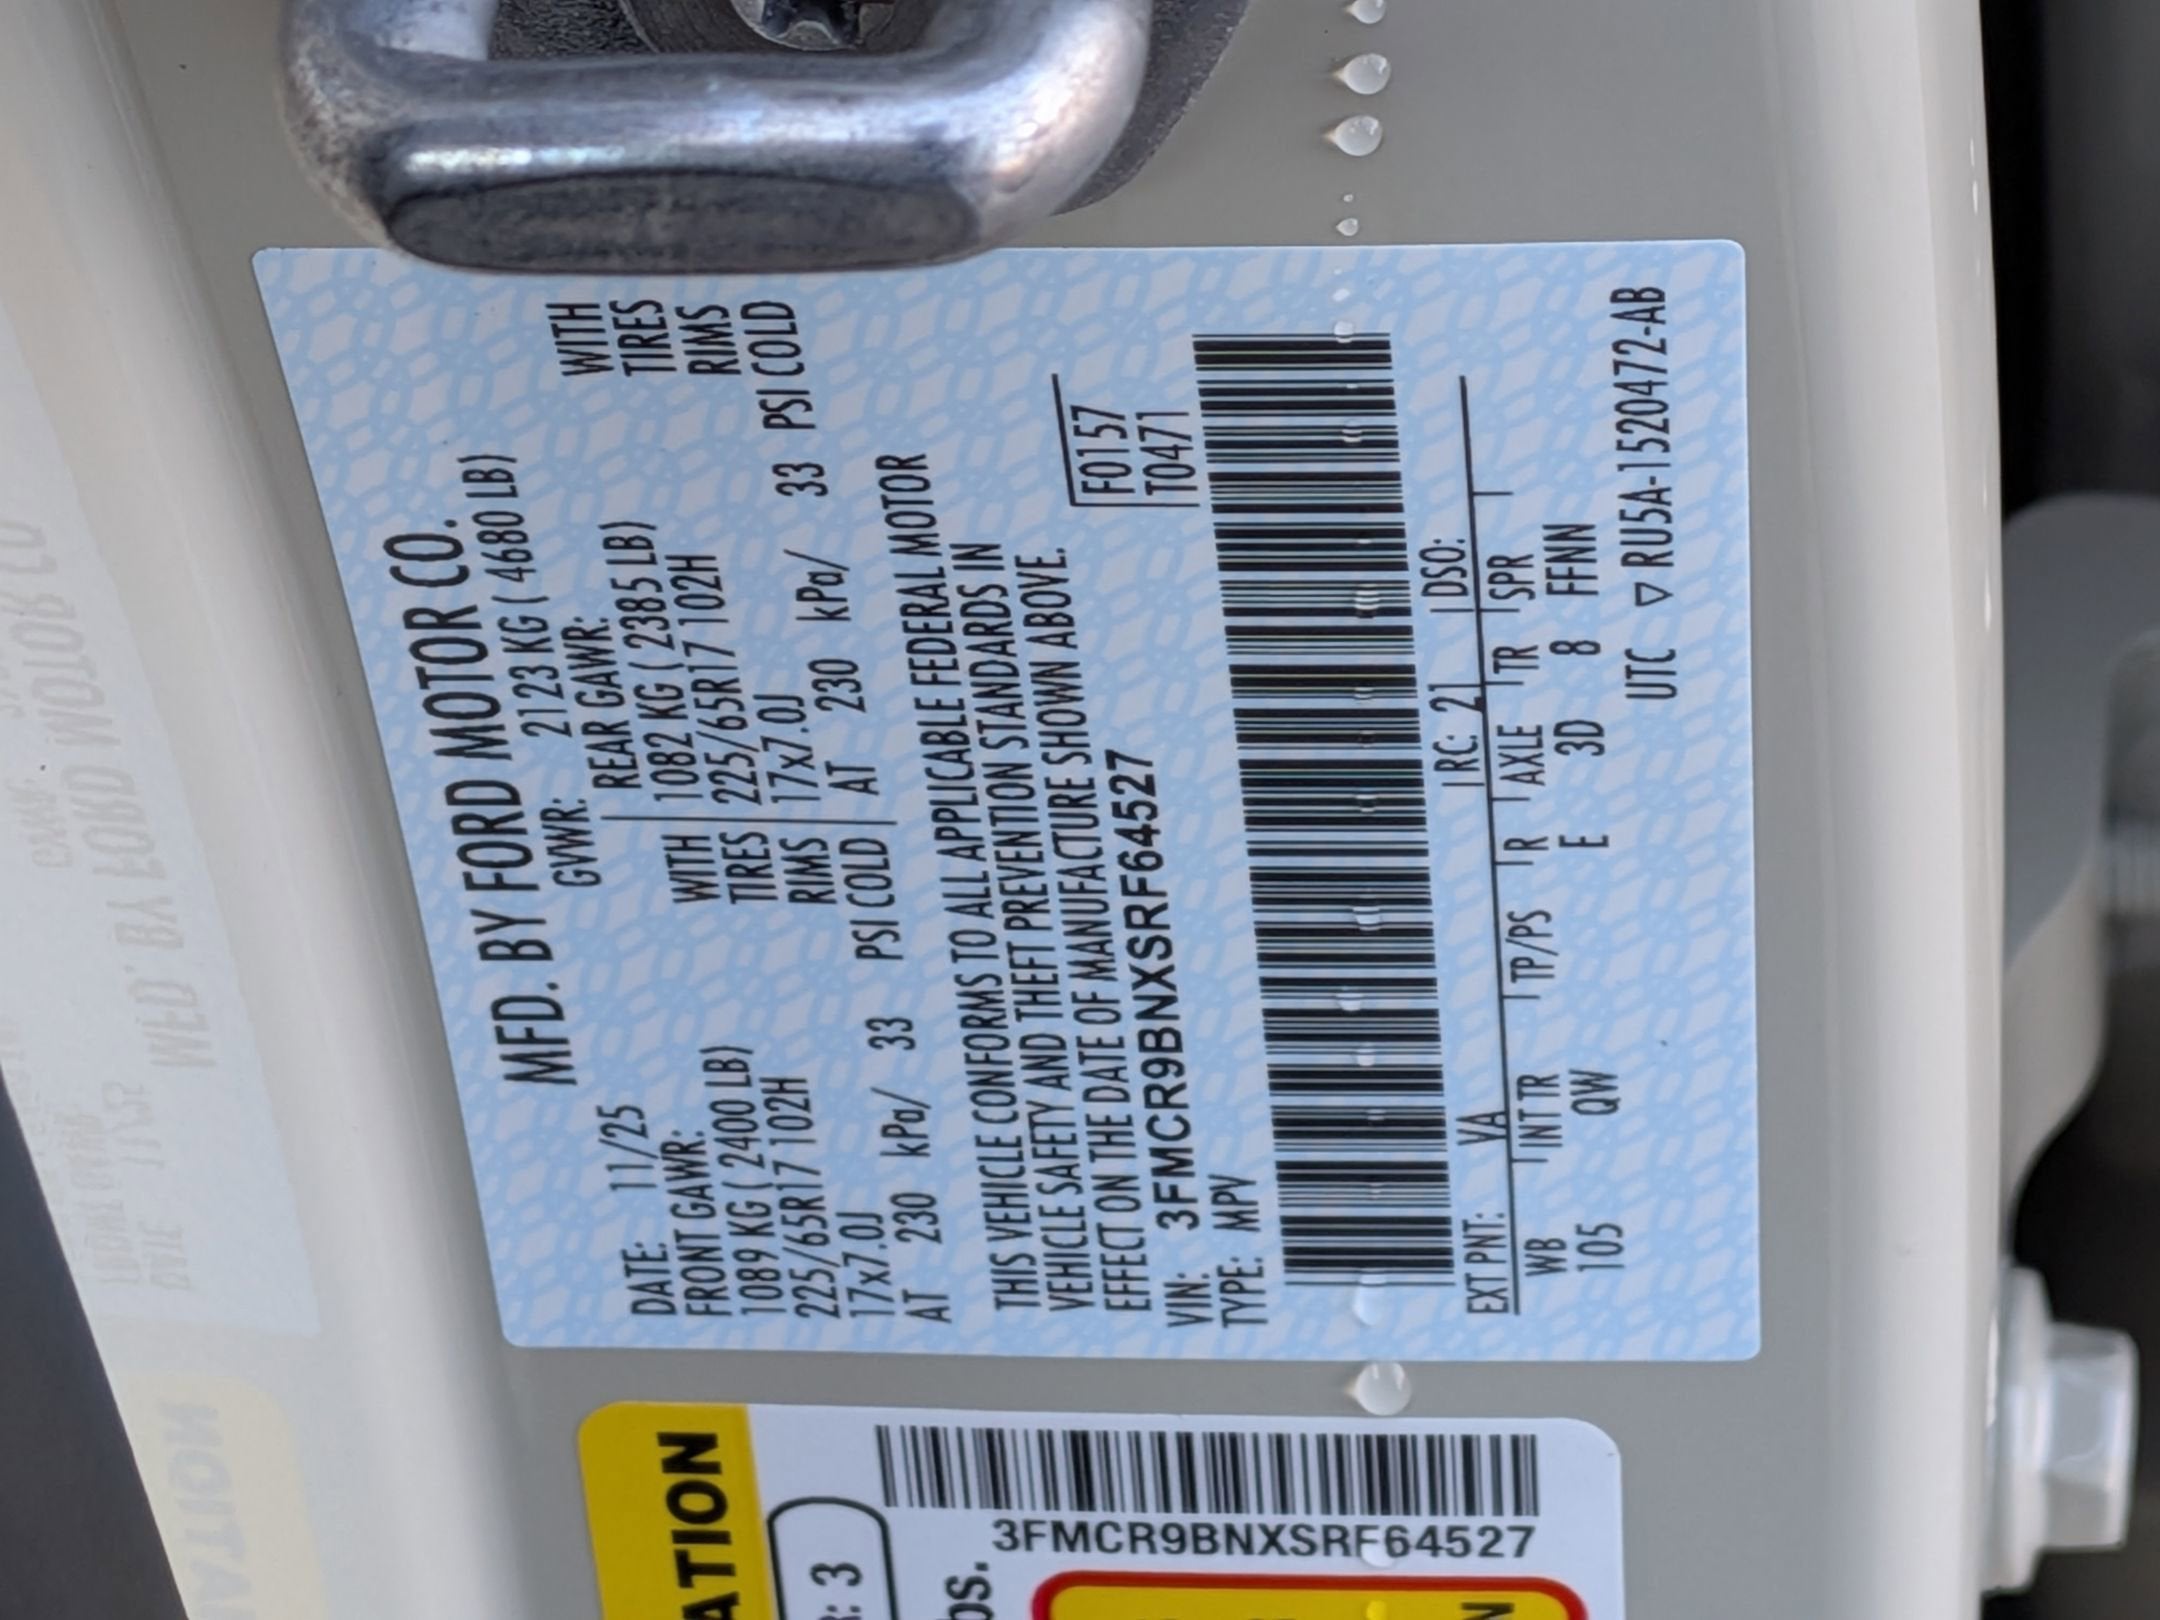 MFD. BY FORD MOTOR CO.
DATE: 11/25 GVWR: 2123 KG ( 4680 LB)
FRONT GAWR: REAR GAWR:
1089 KG ( 2400 LB) WITH 1082 KG ( 2385 LB) WITH
225/65R17 102H TIRES 225/65R17 102H TIRES
17x7.0J RIMS 17x7.0J RIMS
AT 230 kPa/ 33 PSI COLD AT 230 kPa/ 33 PSI COLD
THIS VEHICLE CONFORMS TO ALL APPLICABLE FEDERAL MOTOR
VEHICLE SAFETY AND THEFT PREVENTION STANDARDS IN
EFFECT ON THE DATE OF MANUFACTURE SHOWN ABOVE.
VIN: 3FMCR9BNXSRF64527 F0157
TYPE: MPV T0471
EXT PNT: YA RC: 21 DSO:
WB INT TR TP/PS R AXLE TR SPR
105 QW E 3D 8 FFNN
UTC ▽ RU5A-1520472-AB
ATION
R: 3
3FMCR9BNXSRF64527